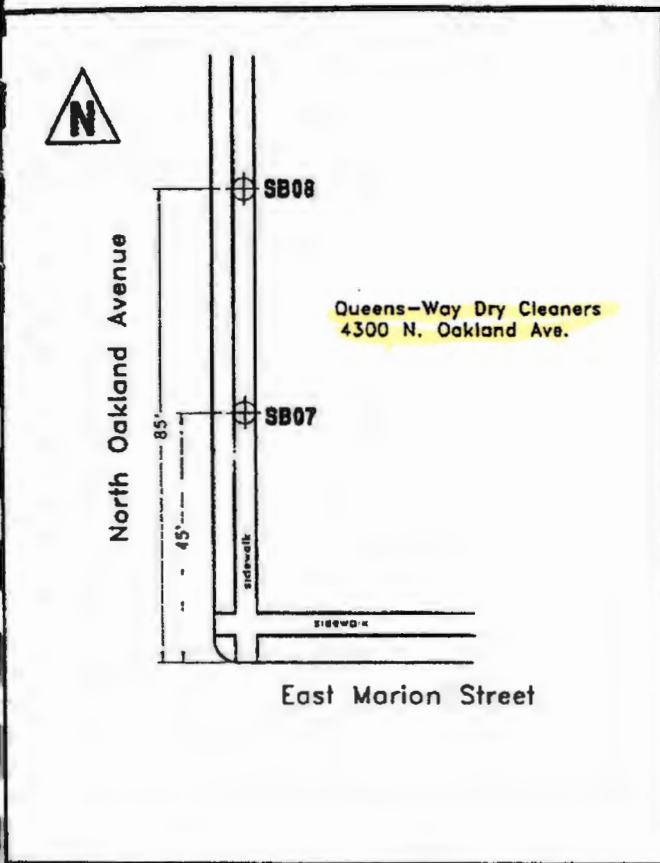 N
SB08
North Oakland Avenue
Queens-Way Dry Cleaners
4300 N. Oakland Ave.
SB07
85'
45'
sidewalk
sidewalk
East Marion Street